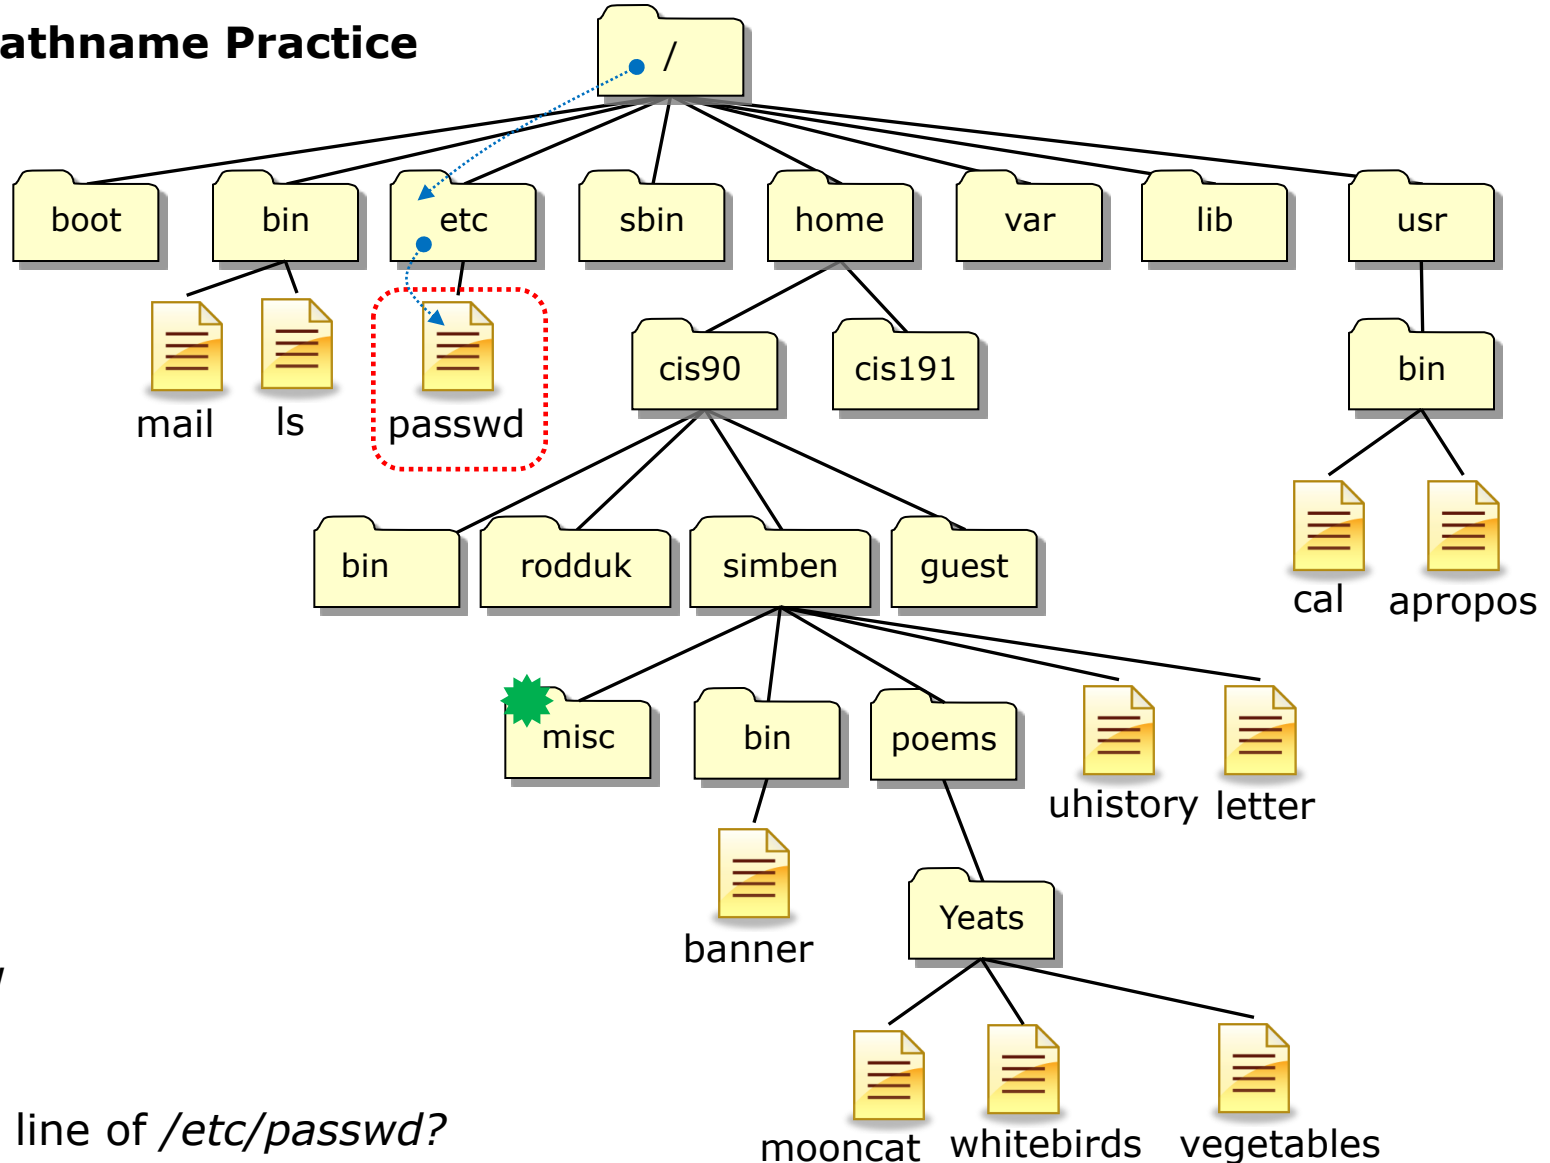 athname Practice
/
boot bin etc sbin home var lib usr
mail ls passwd
cis90 cis191 bin
bin rodduk simben guest
cal apropos
misc bin poems
uhistory letter
banner
Yeats
line of /etc/passwd?
mooncat whitebirds vegetables